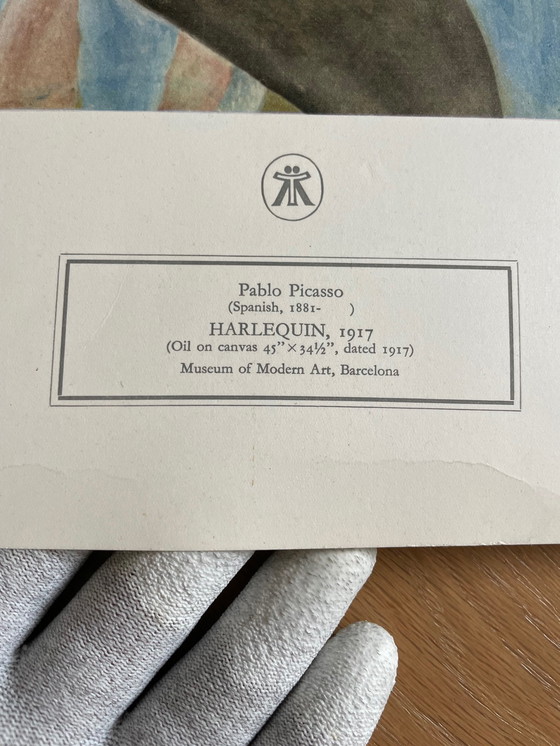 Pablo Picasso
(Spanish, 1881-      )
HARLEQUIN, 1917
(Oil on canvas 45”×34½”, dated 1917)
Museum of Modern Art, Barcelona